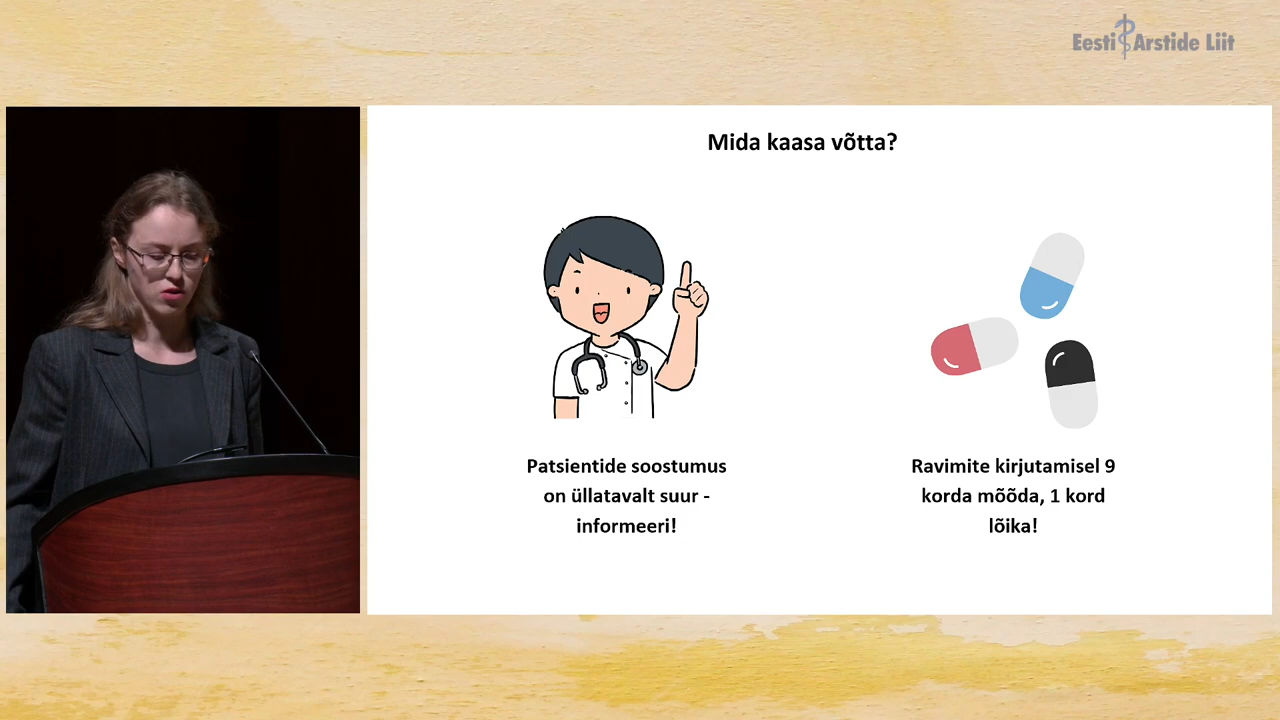 Eesti Arstide Liit
Mida kaasa võtta?
Patsientide soostumus
on üllatavalt suur -
informeeri!
Ravimite kirjutamisel 9
korda mõõda, 1 kord
lõika!